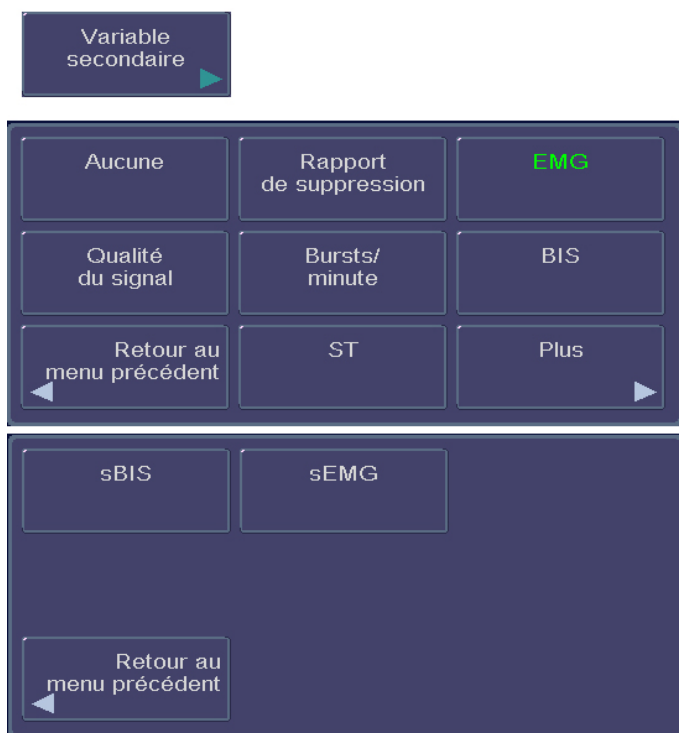 Variable
secondaire
Aucune
Rapport
de suppression
EMG
Qualité
du signal
Bursts/
minute
BIS
Retour au
menu précédent
ST
Plus
sBIS
sEMG
Retour au
menu précédent